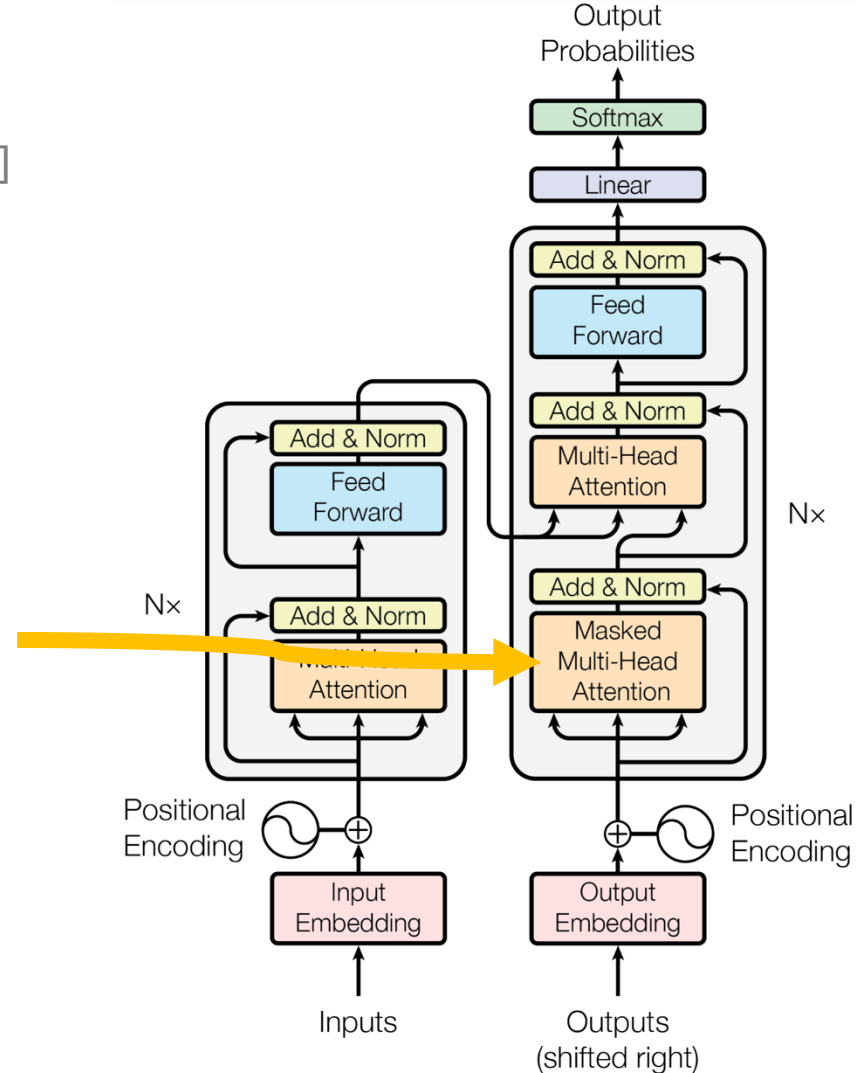 Output
Probabilities
Softmax
Linear
Add & Norm
Feed
Forward
Add & Norm
Multi-Head
Attention
Nx
Add & Norm
Masked
Multi-Head
Attention
Add & Norm
Feed
Forward
Nx
Add & Norm
Multi-Head
Attention
Positional
Encoding
Positional
Encoding
Input
Embedding
Output
Embedding
Inputs
Outputs
(shifted right)
]